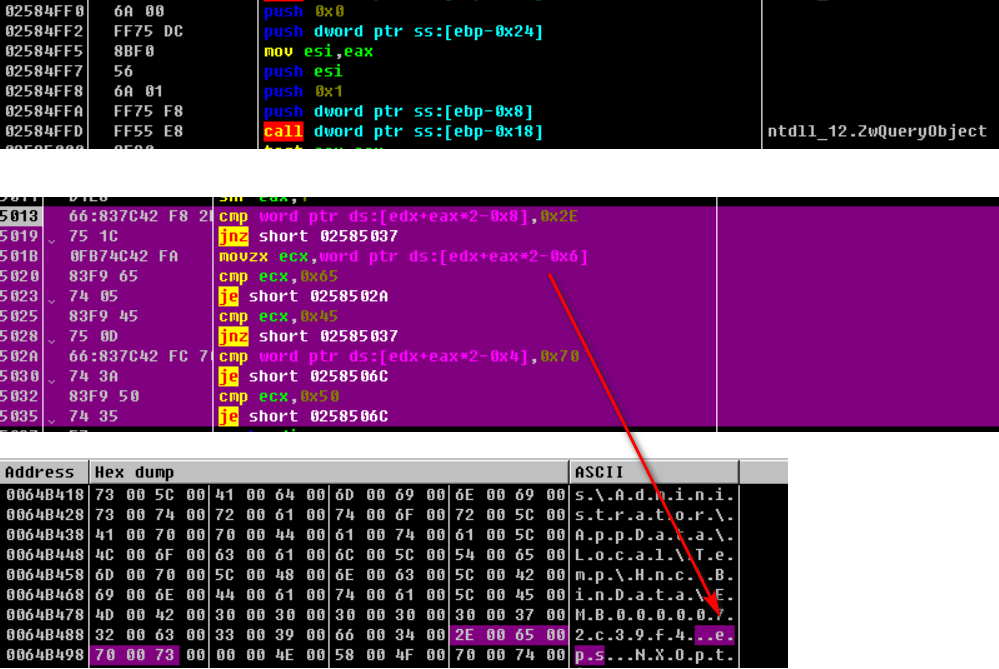 02584FF0 6A 00 push 0x0
02584FF2 FF75 DC push dword ptr ss:[ebp-0x24]
02584FF5 8BF0 mov esi,eax
02584FF7 56 push esi
02584FF8 6A 01 push 0x1
02584FFA FF75 F8 push dword ptr ss:[ebp-0x8]
02584FFD FF55 E8 call dword ptr ss:[ebp-0x18] ntdll_12.ZwQueryObject
5013 66:837C42 F8 2 cmp word ptr ds:[edx+eax*2-0x8],0x2E
5019 75 1C jnz short 02585037
501B 0FB74C42 FA movzx ecx,word ptr ds:[edx+eax*2-0x6]
5020 83F9 65 cmp ecx,0x65
5023 74 05 je short 0258502A
5025 83F9 45 cmp ecx,0x45
5028 75 0D jnz short 02585037
502A 66:837C42 FC 7 cmp word ptr ds:[edx+eax*2-0x4],0x70
5030 74 3A je short 0258506C
5032 83F9 50 cmp ecx,0x50
5035 74 35 je short 0258506C
Address Hex dump ASCII
0064B418 73 00 5C 00 41 00 64 00 6D 00 69 00 6E 00 69 00 s.\.A.d.m.i.n.i.
0064B428 73 00 74 00 72 00 61 00 74 00 6F 00 72 00 5C 00 s.t.r.a.t.o.r.\.
0064B438 41 00 70 00 70 00 44 00 61 00 74 00 61 00 5C 00 A.p.p.D.a.t.a.\.
0064B448 4C 00 6F 00 63 00 61 00 6C 00 5C 00 54 00 65 00 L.o.c.a.l.\.T.e.
0064B458 6D 00 70 00 5C 00 48 00 6E 00 63 00 5C 00 42 00 m.p.\.H.n.c.\.B.
0064B468 69 00 6E 00 44 00 61 00 74 00 61 00 5C 00 45 00 i.n.D.a.t.a.\.E.
0064B478 4D 00 42 00 30 00 30 00 30 00 30 00 30 00 37 00 M.B.0.0.0.0.0.7.
0064B488 32 00 63 00 33 00 39 00 66 00 34 00 2E 00 65 00 2.c.3.9.f.4...e.
0064B498 70 00 73 00 00 00 4E 00 58 00 4F 00 70 00 74 00 p.s...N.X.O.p.t.